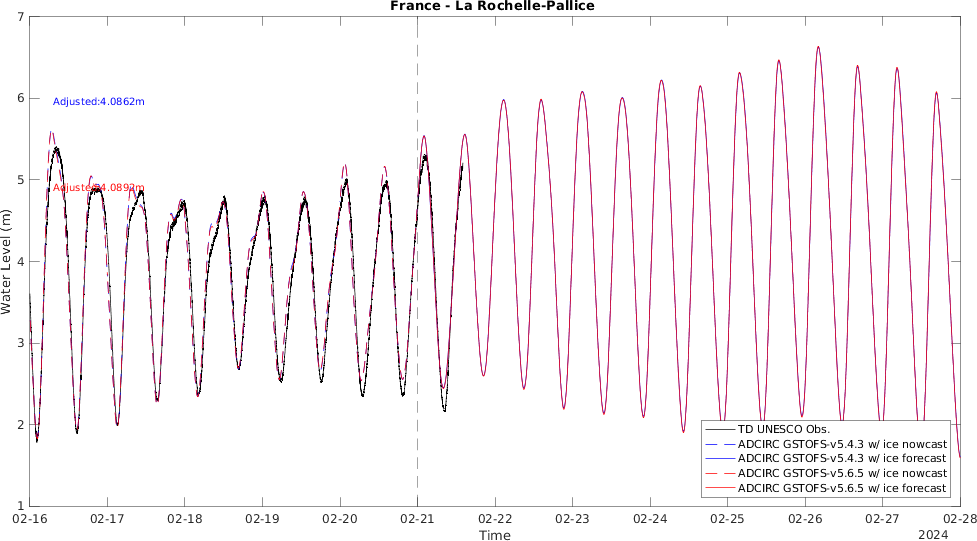 France - La Rochelle-Pallice
7
6
5
4
3
2
1
Water Level (m)
Adjusted:4.0862m
Adjusted:4.0892m
TD UNESCO Obs.
ADCIRC GSTOFS-v5.4.3 w/ ice nowcast
ADCIRC GSTOFS-v5.4.3 w/ ice forecast
ADCIRC GSTOFS-v5.6.5 w/ ice nowcast
ADCIRC GSTOFS-v5.6.5 w/ ice forecast
02-16 02-17 02-18 02-19 02-20 02-21 02-22 02-23 02-24 02-25 02-26 02-27 02-28
Time
2024